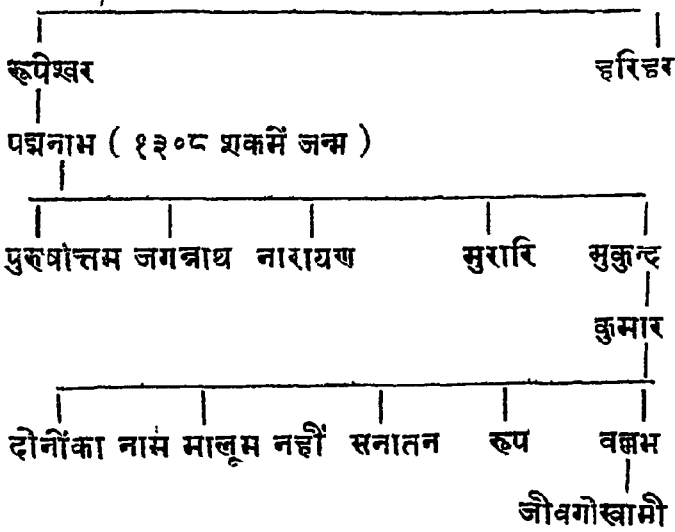 रूपेश्वर हरिहर
पद्मनाभ ( १३०८ शकमें जन्म )
पुरुषोत्तम जगन्नाथ नारायण मुरारि मुकुन्द
कुमार
दोनोंका नाम मालूम नहीं सनातन रूप वल्लभ
जीवगोस्वामी